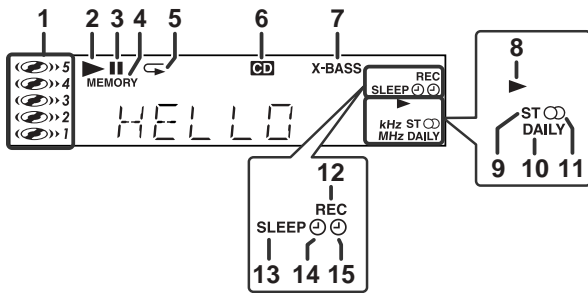 1 2 3 4 5 6 7
5
4
3
2
1
MEMORY
CD
X-BASS
REC
SLEEP
HELLO
kHz ST
MHz DAILY
8
ST
DAILY
9 10 11
12
REC
SLEEP
13 14 15